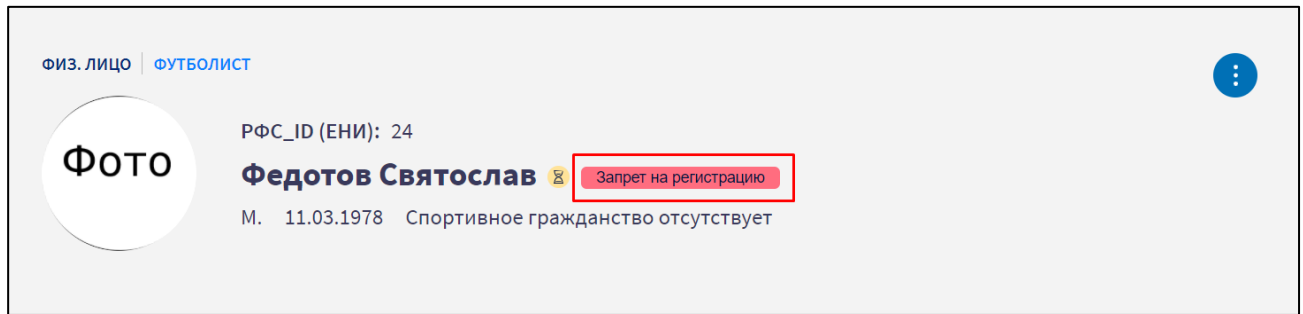 ФИЗ. ЛИЦО ФУТБОЛИСТ
Фото
РФС_ID (ЕНИ): 24
Федотов Святослав Запрет на регистрацию
М. 11.03.1978 Спортивное гражданство отсутствует